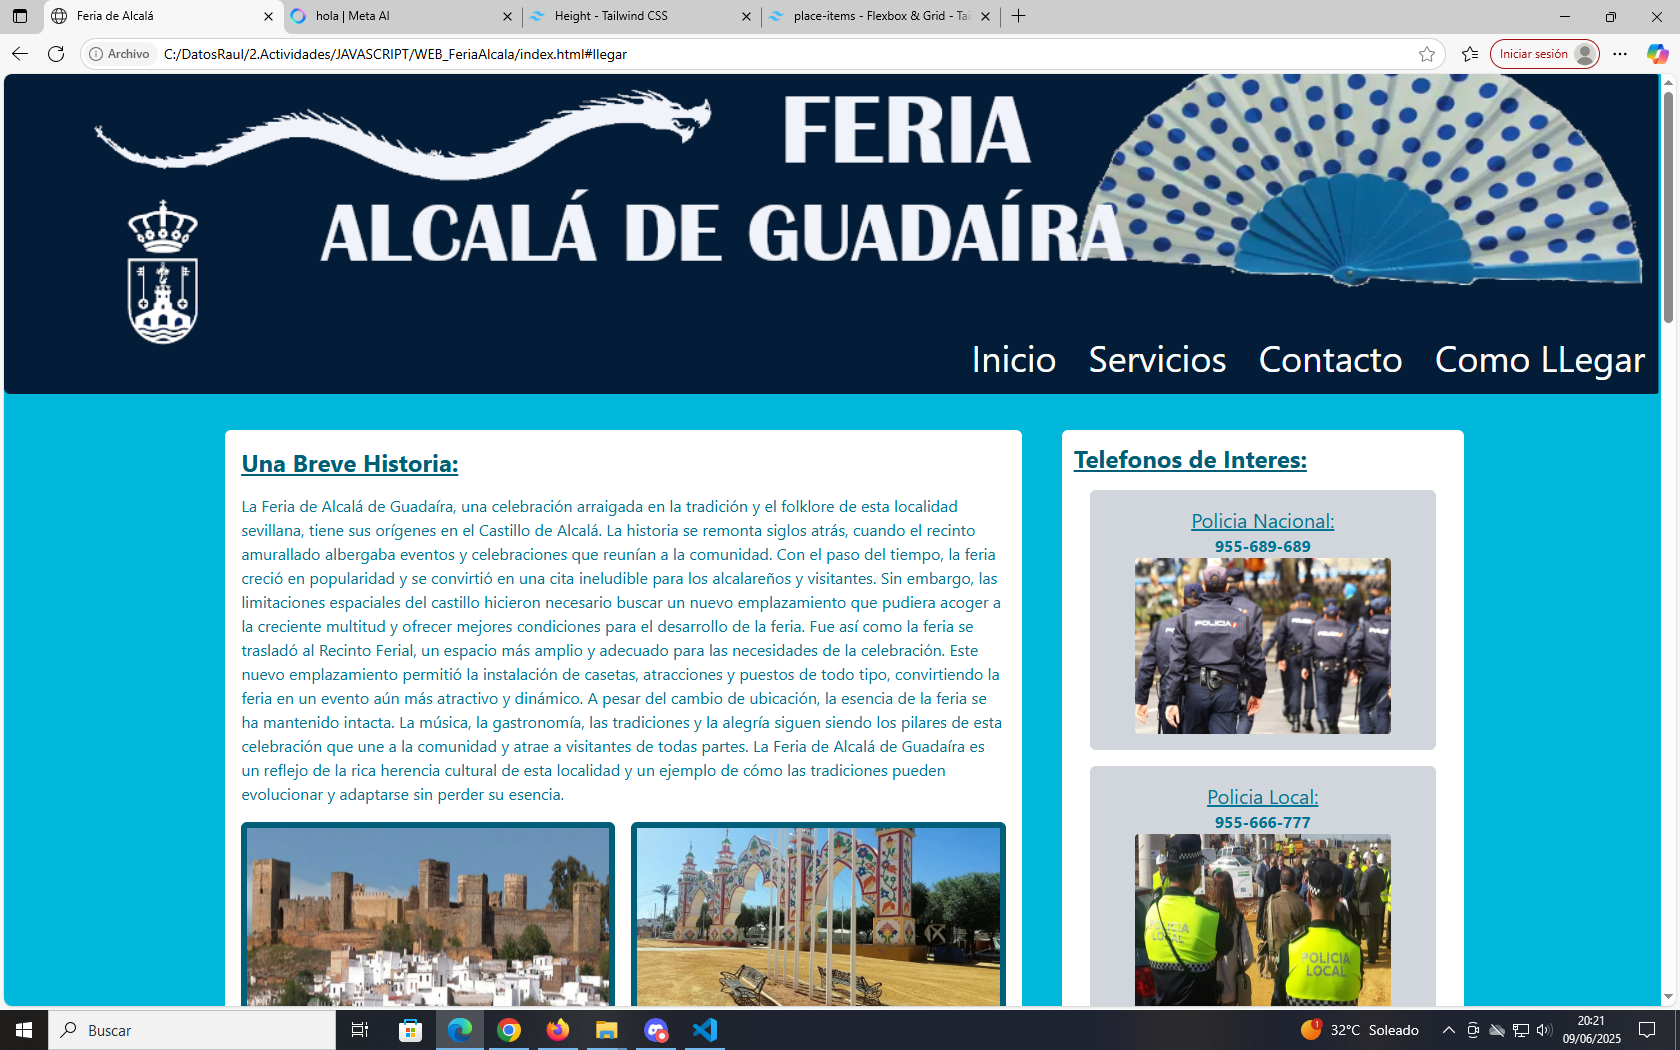 Feria de Alcalá
hola | Meta AI
Height - Tailwind CSS
place-items - Flexbox & Grid - Tai
Archivo
C:/DatosRaul/2.Actividades/JAVASCRIPT/WEB_FeriaAlcala/index.html#llegar
Iniciar sesión
FERIA
ALCALÁ DE GUADAÍRA
Inicio Servicios Contacto Como LLegar
Una Breve Historia:
La Feria de Alcalá de Guadaíra, una celebración arraigada en la tradición y el folklore de esta localidad
sevillana, tiene sus orígenes en el Castillo de Alcalá. La historia se remonta siglos atrás, cuando el recinto
amurallado albergaba eventos y celebraciones que reunían a la comunidad. Con el paso del tiempo, la feria
creció en popularidad y se convirtió en una cita ineludible para los alcalareños y visitantes. Sin embargo, las
limitaciones espaciales del castillo hicieron necesario buscar un nuevo emplazamiento que pudiera acoger a
la creciente multitud y ofrecer mejores condiciones para el desarrollo de la feria. Fue así como la feria se
trasladó al Recinto Ferial, un espacio más amplio y adecuado para las necesidades de la celebración. Este
nuevo emplazamiento permitió la instalación de casetas, atracciones y puestos de todo tipo, convirtiendo la
feria en un evento aún más atractivo y dinámico. A pesar del cambio de ubicación, la esencia de la feria se
ha mantenido intacta. La música, la gastronomía, las tradiciones y la alegría siguen siendo los pilares de esta
celebración que une a la comunidad y atrae a visitantes de todas partes. La Feria de Alcalá de Guadaíra es
un reflejo de la rica herencia cultural de esta localidad y un ejemplo de cómo las tradiciones pueden
evolucionar y adaptarse sin perder su esencia.
Telefonos de Interes:
Policia Nacional:
955-689-689
POLICIA
POLICIA
Policia Local:
955-666-777
POLICIA
LOCAL
POLICIA
LOCAL
Buscar
1
32°C Soleado
20:21
09/06/2025